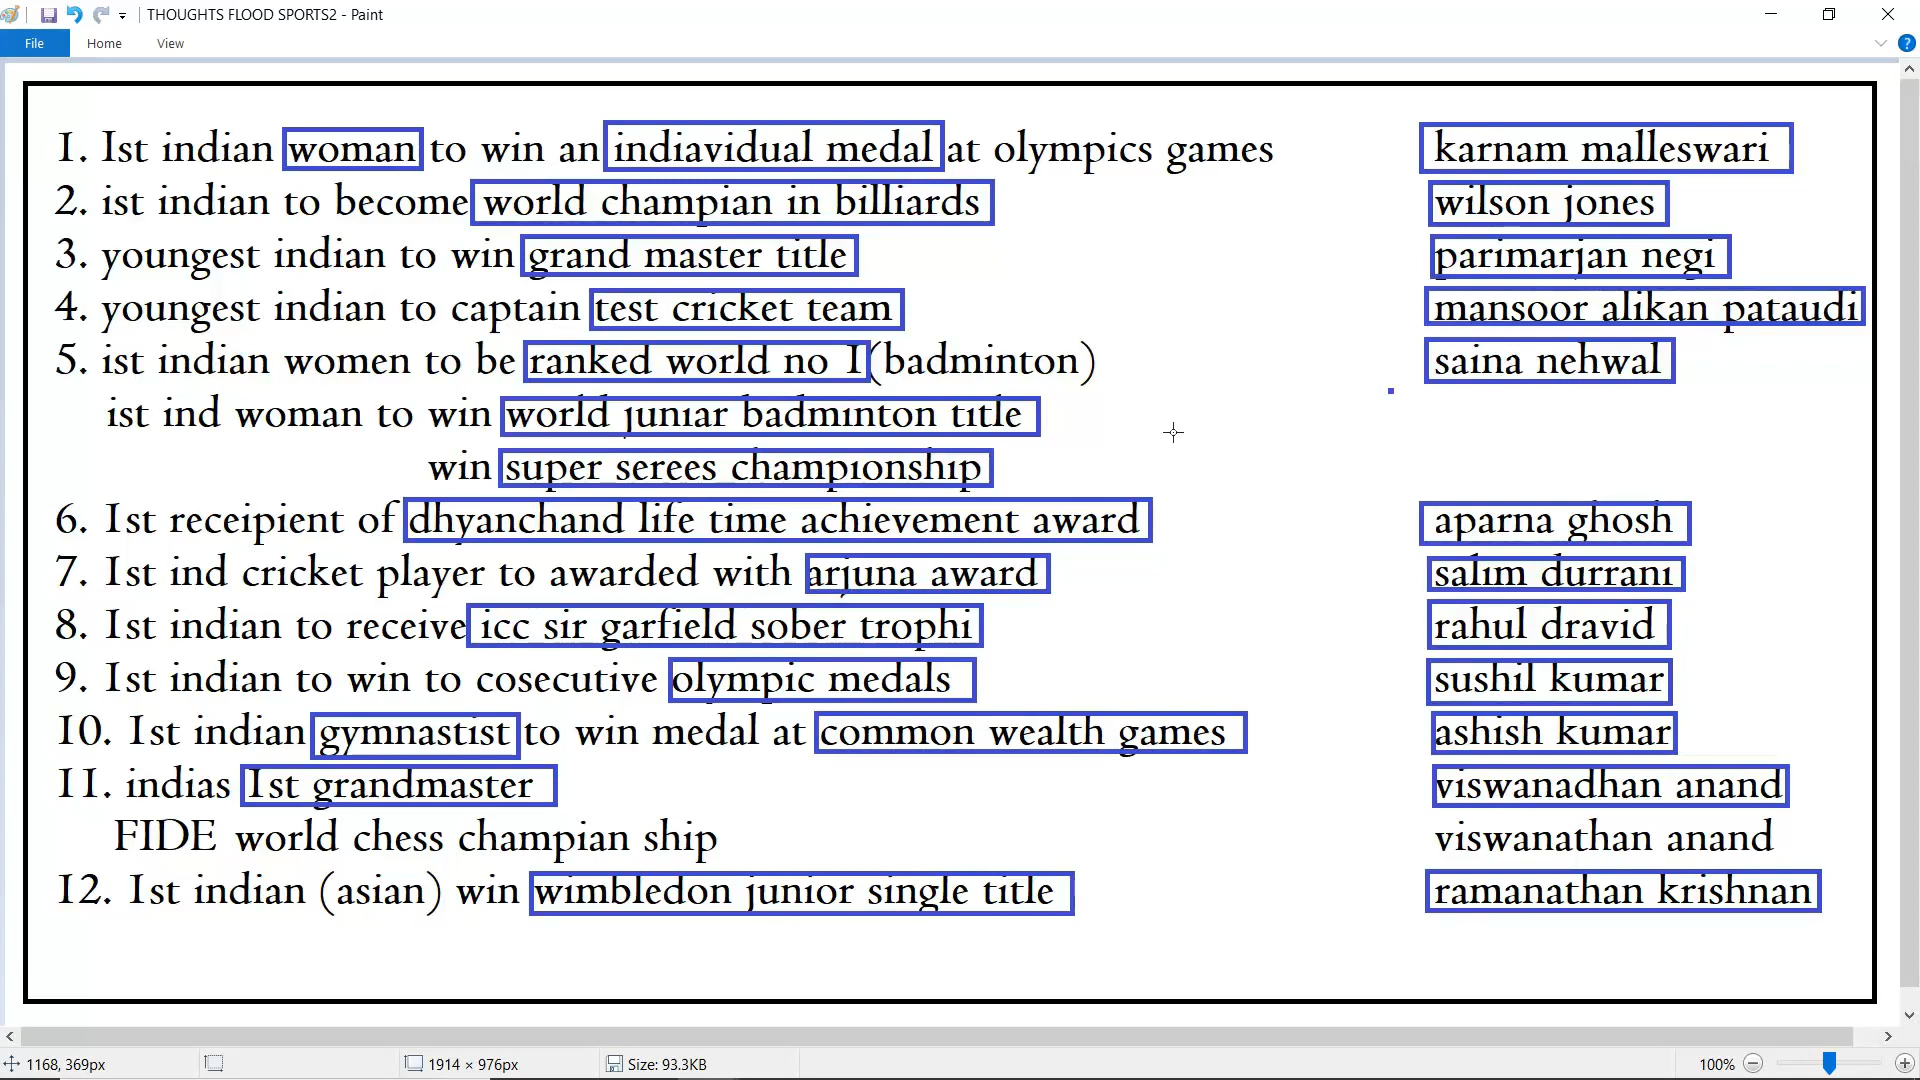 THOUGHTS FLOOD SPORTS2 - Paint
File Home View
1. Ist indian woman to win an indiavidual medal at olympics games karnam malleswari
2. ist indian to become world champian in billiards wilson jones
3. youngest indian to win grand master title parimarjan negi
4. youngest indian to captain test cricket team mansoor alikan pataudi
5. ist indian women to be ranked world no 1(badminton) saina nehwal
ist ind woman to win world juniar badminton title
win super serees championship
6. 1st receipient of dhyanchand life time achievement award aparna ghosh
7. 1st ind cricket player to awarded with arjuna award salim durrani
8. 1st indian to receive icc sir garfield sober trophi rahul dravid
9. 1st indian to win to cosecutive olympic medals sushil kumar
10. 1st indian gymnastist to win medal at common wealth games ashish kumar
11. indias 1st grandmaster viswanadhan anand
FIDE world chess champian ship viswanathan anand
12. 1st indian (asian) win wimbledon junior single title ramanathan krishnan
1168, 369px 1914 × 976px Size: 93.3KB 100%